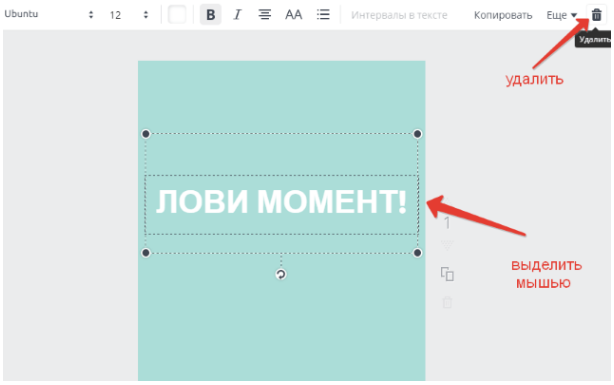 Ubuntu 12 B I AA Интервалы в тексте Копировать Еще
Удалить
удалить
ЛОВИ МОМЕНТ!
1
выделить
мышью